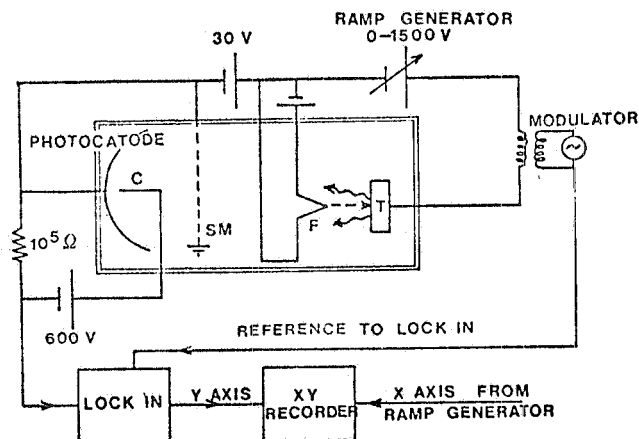 RAMP GENERATOR
0-1500 V
30 V
MODULATOR
PHOTOCATODE
C
SM
F
T
10⁵ Ω
600 V
REFERENCE TO LOCK IN
LOCK IN
Y AXIS
XY
RECORDER
X AXIS FROM
RAMP GENERATOR